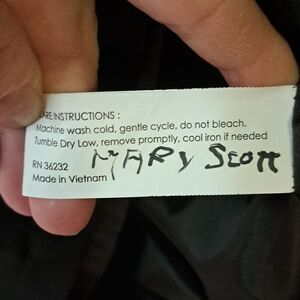 CARE INSTRUCTIONS :
Machine wash cold, gentle cycle, do not bleach.
Tumble Dry Low, remove promptly, cool iron if needed
MARY SCOTT
RN 36232
Made in Vietnam